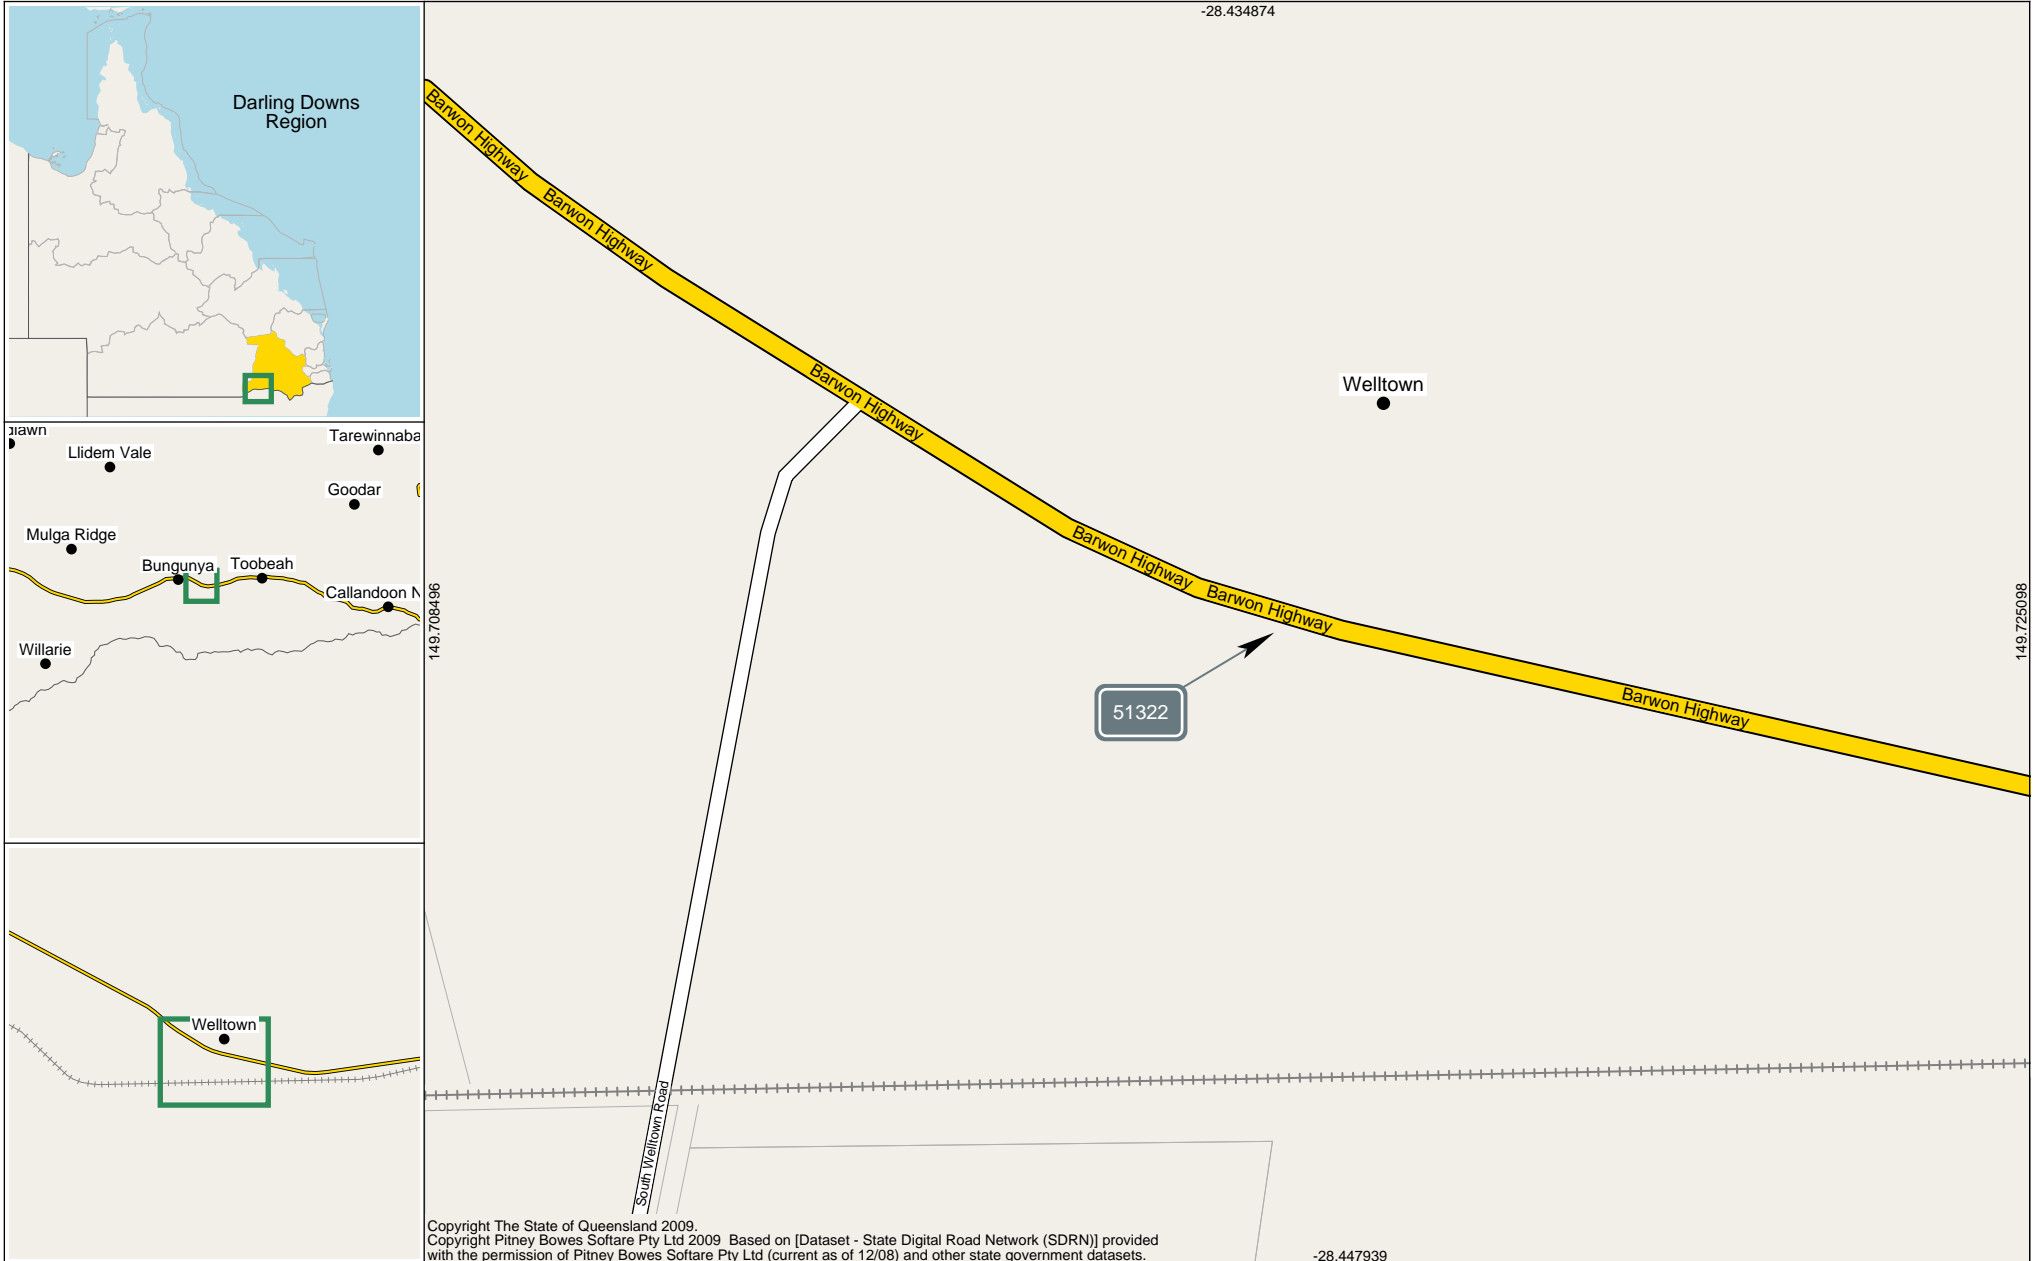 -28.434874
Darling Downs
Region
Barwon Highway
Barwon Highway
Barwon Highway
Barwon Highway
Barwon Highway
Barwon Highway
Welltown
51322
149.708496
149.725098
South Welltown Road
Llidem Vale
Tarewinnaba
Goodar
Mulga Ridge
Bungunya
Toobeah
Callandoon N
Willarie
Welltown
Copyright The State of Queensland 2009.
Copyright Pitney Bowes Softare Pty Ltd 2009 Based on [Dataset - State Digital Road Network (SDRN)] provided
with the permission of Pitney Bowes Softare Pty Ltd (current as of 12/08) and other state government datasets.
-28.447939